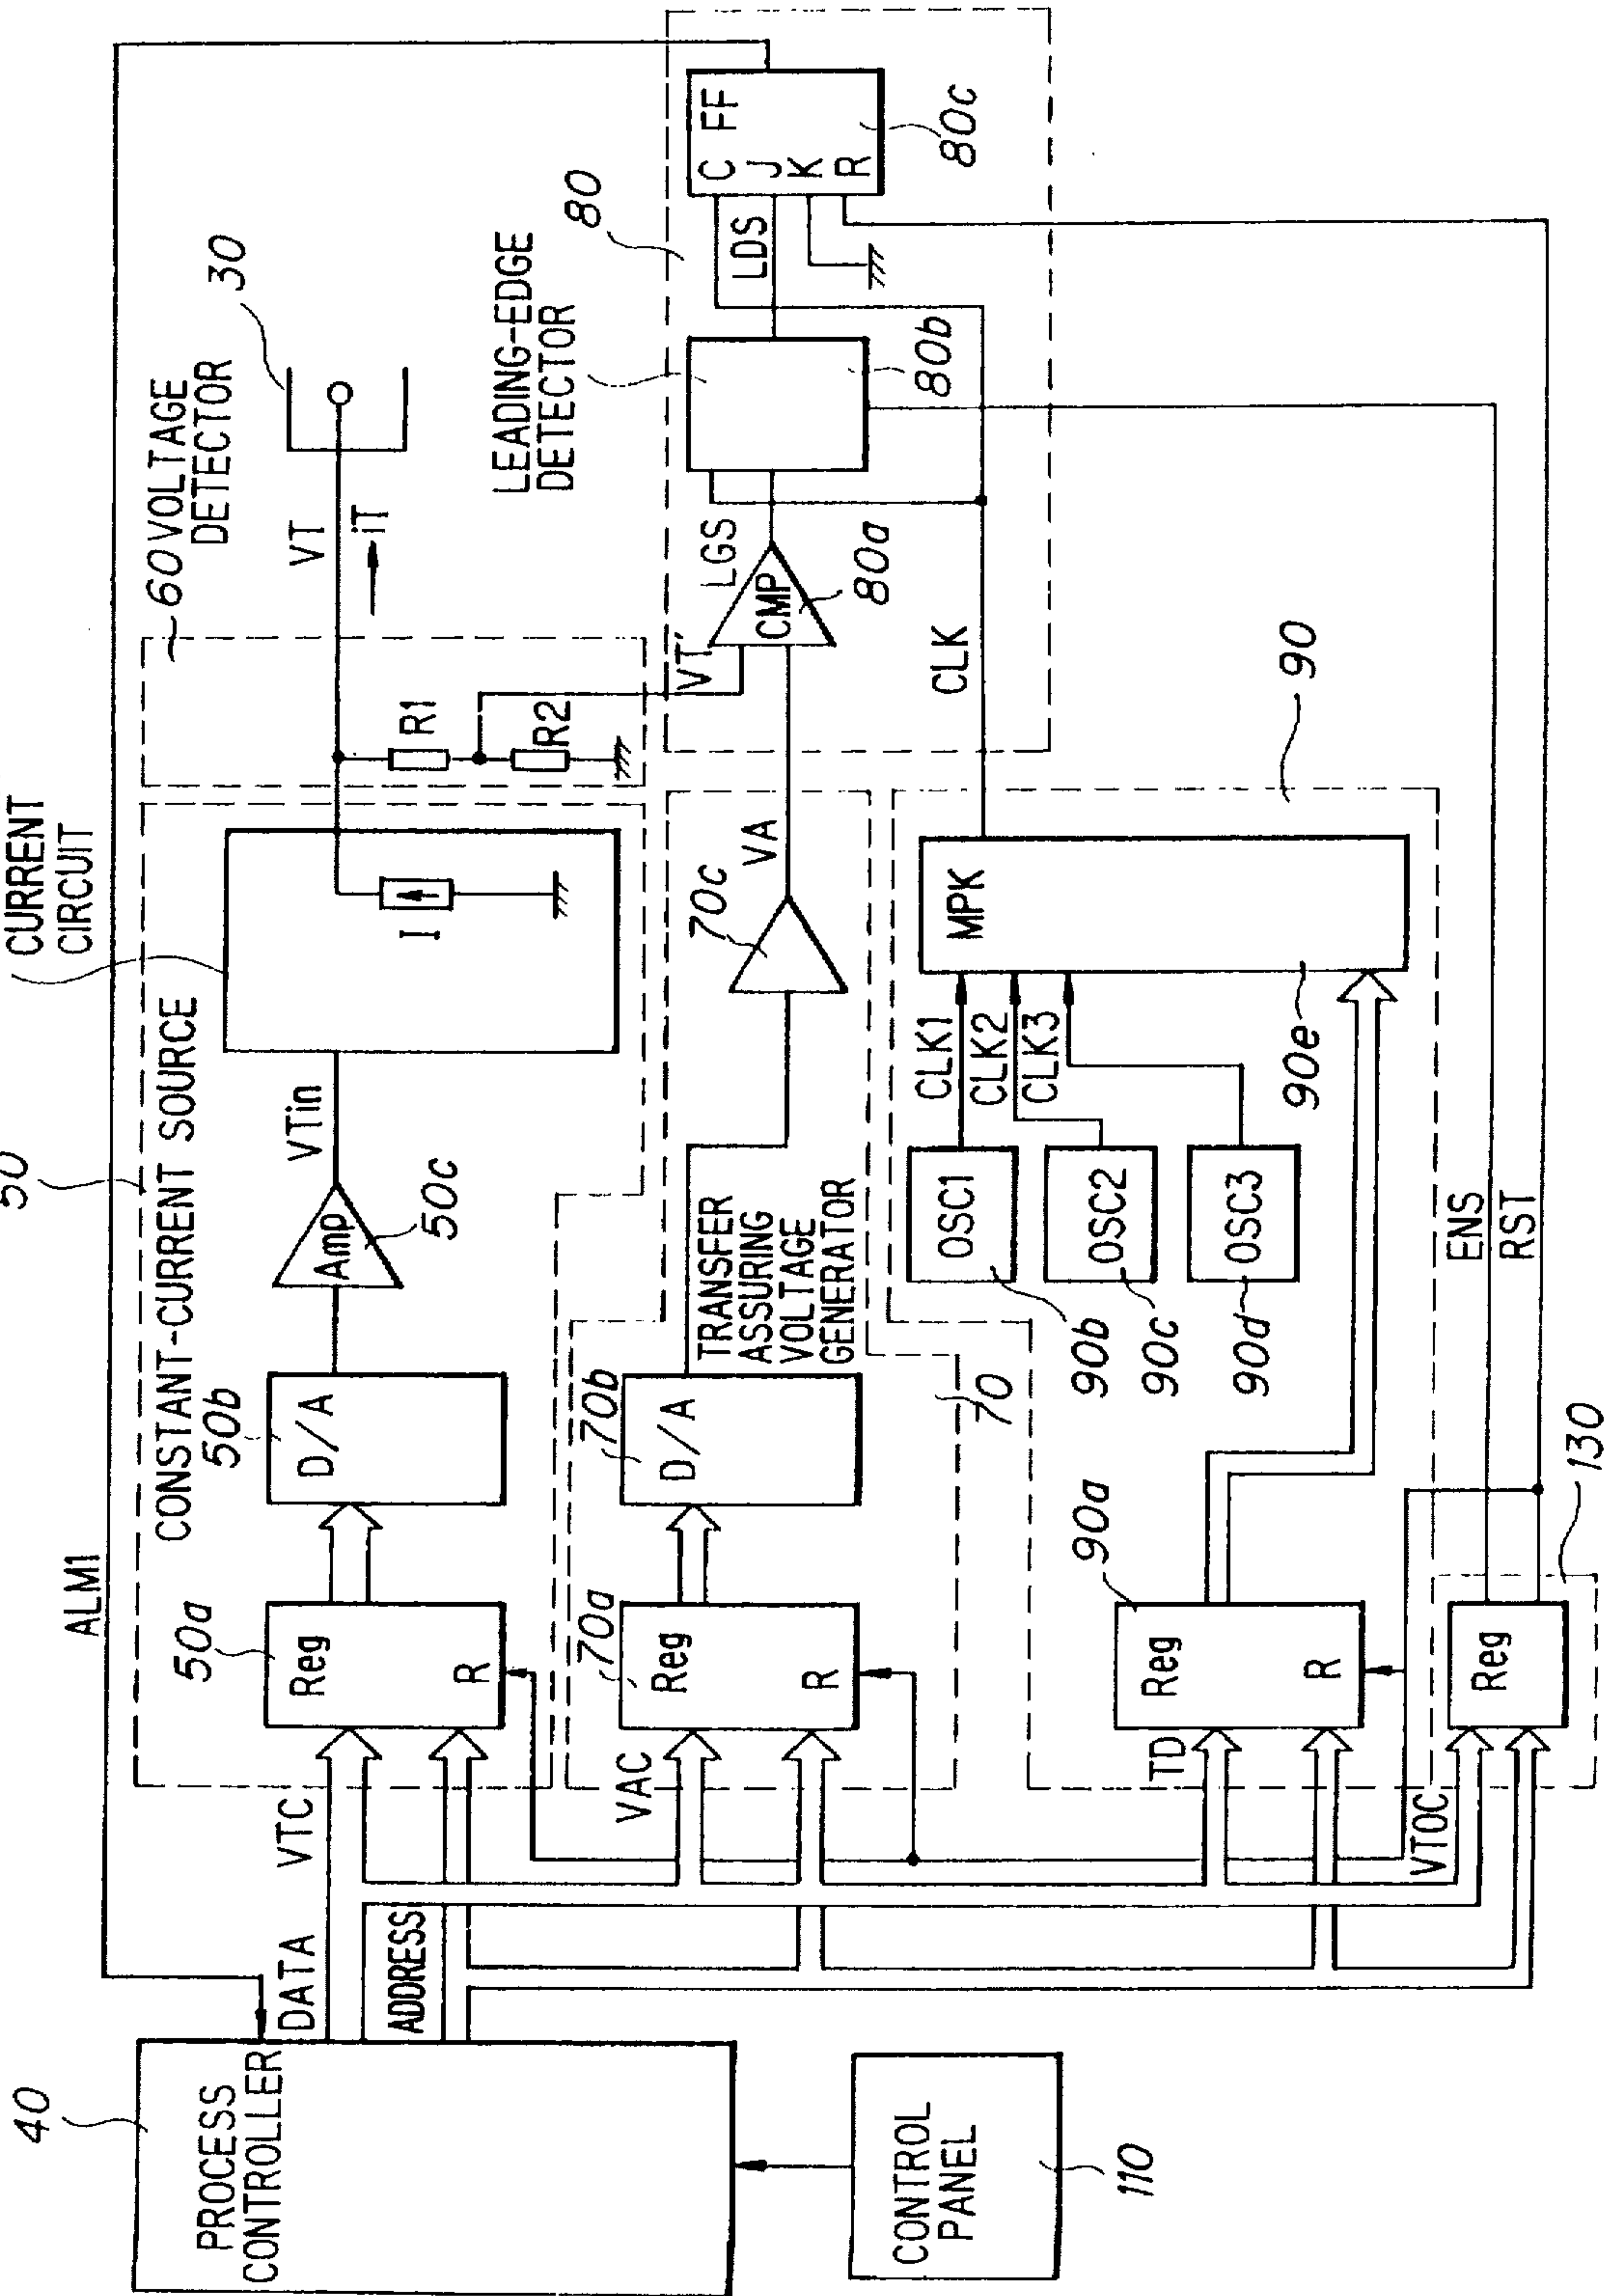 40
PROCESS
CONTROLLER
CONTROL
PANEL
110
ALM1
DATA
VTC
ADDRESS
VAC
TD
VTOC
50
CONSTANT-CURRENT SOURCE
50a
Reg
R
50b
D/A
Amp
50c
VTin
CURRENT
CIRCUIT
I
60 VOLTAGE
DETECTOR
R1
R2
VT
iT
30
70a
Reg
R
70b
D/A
TRANSFER
ASSURING
VOLTAGE
GENERATOR
70
70c
VA
VT'
CMP
80a
LGS
LEADING-EDGE
DETECTOR
80b
80
LDS
C FF
J
K
R
80c
CLK
90a
Reg
R
OSC1
90b
OSC2
90c
OSC3
90d
CLK1
CLK2
CLK3
MPK
90e
90
Reg
130
ENS
RST